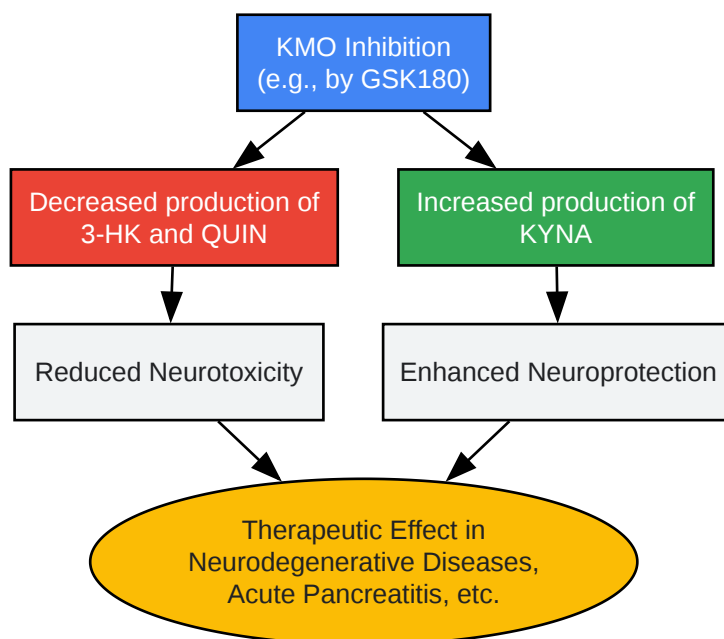 KMO Inhibition
(e.g., by GSK180)
Decreased production of
3-HK and QUIN
Increased production of
KYNA
Reduced Neurotoxicity
Enhanced Neuroprotection
Therapeutic Effect in
Neurodegenerative Diseases,
Acute Pancreatitis, etc.